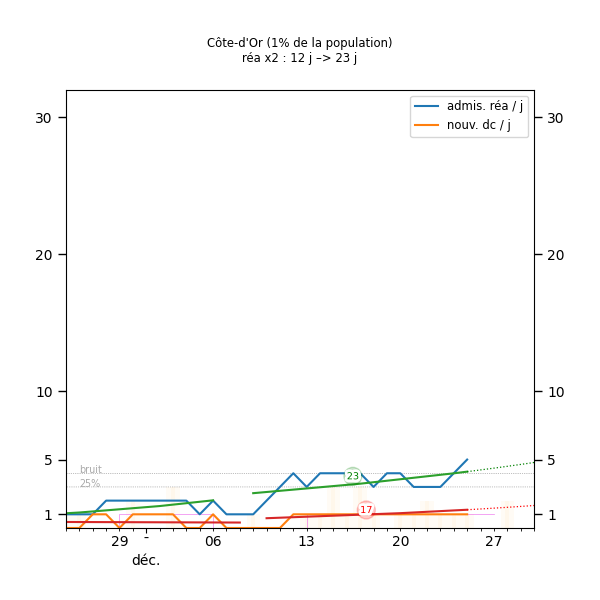 Côte-d'Or (1% de la population)
réa x2 : 12 j –> 23 j
admis. réa / j
nouv. dc / j
30 30
20 20
10 10
5 5
1 1
bruit
25%
23
17
29 - 06 13 20 27
déc.